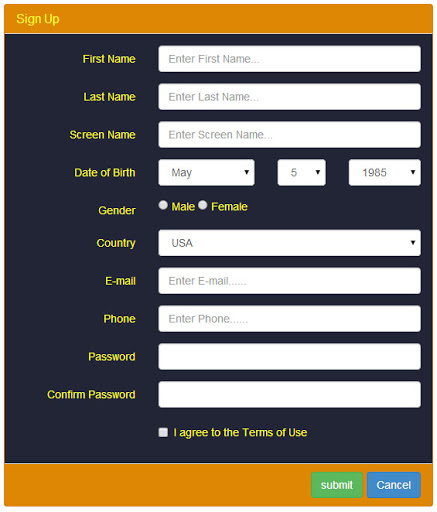 Sign Up
First Name Enter First Name...
Last Name Enter Last Name...
Screen Name Enter Screen Name...
Date of Birth May 5 1985
Gender Male Female
Country USA
E-mail Enter E-mail......
Phone Enter Phone......
Password
Confirm Password
I agree to the Terms of Use
submit Cancel